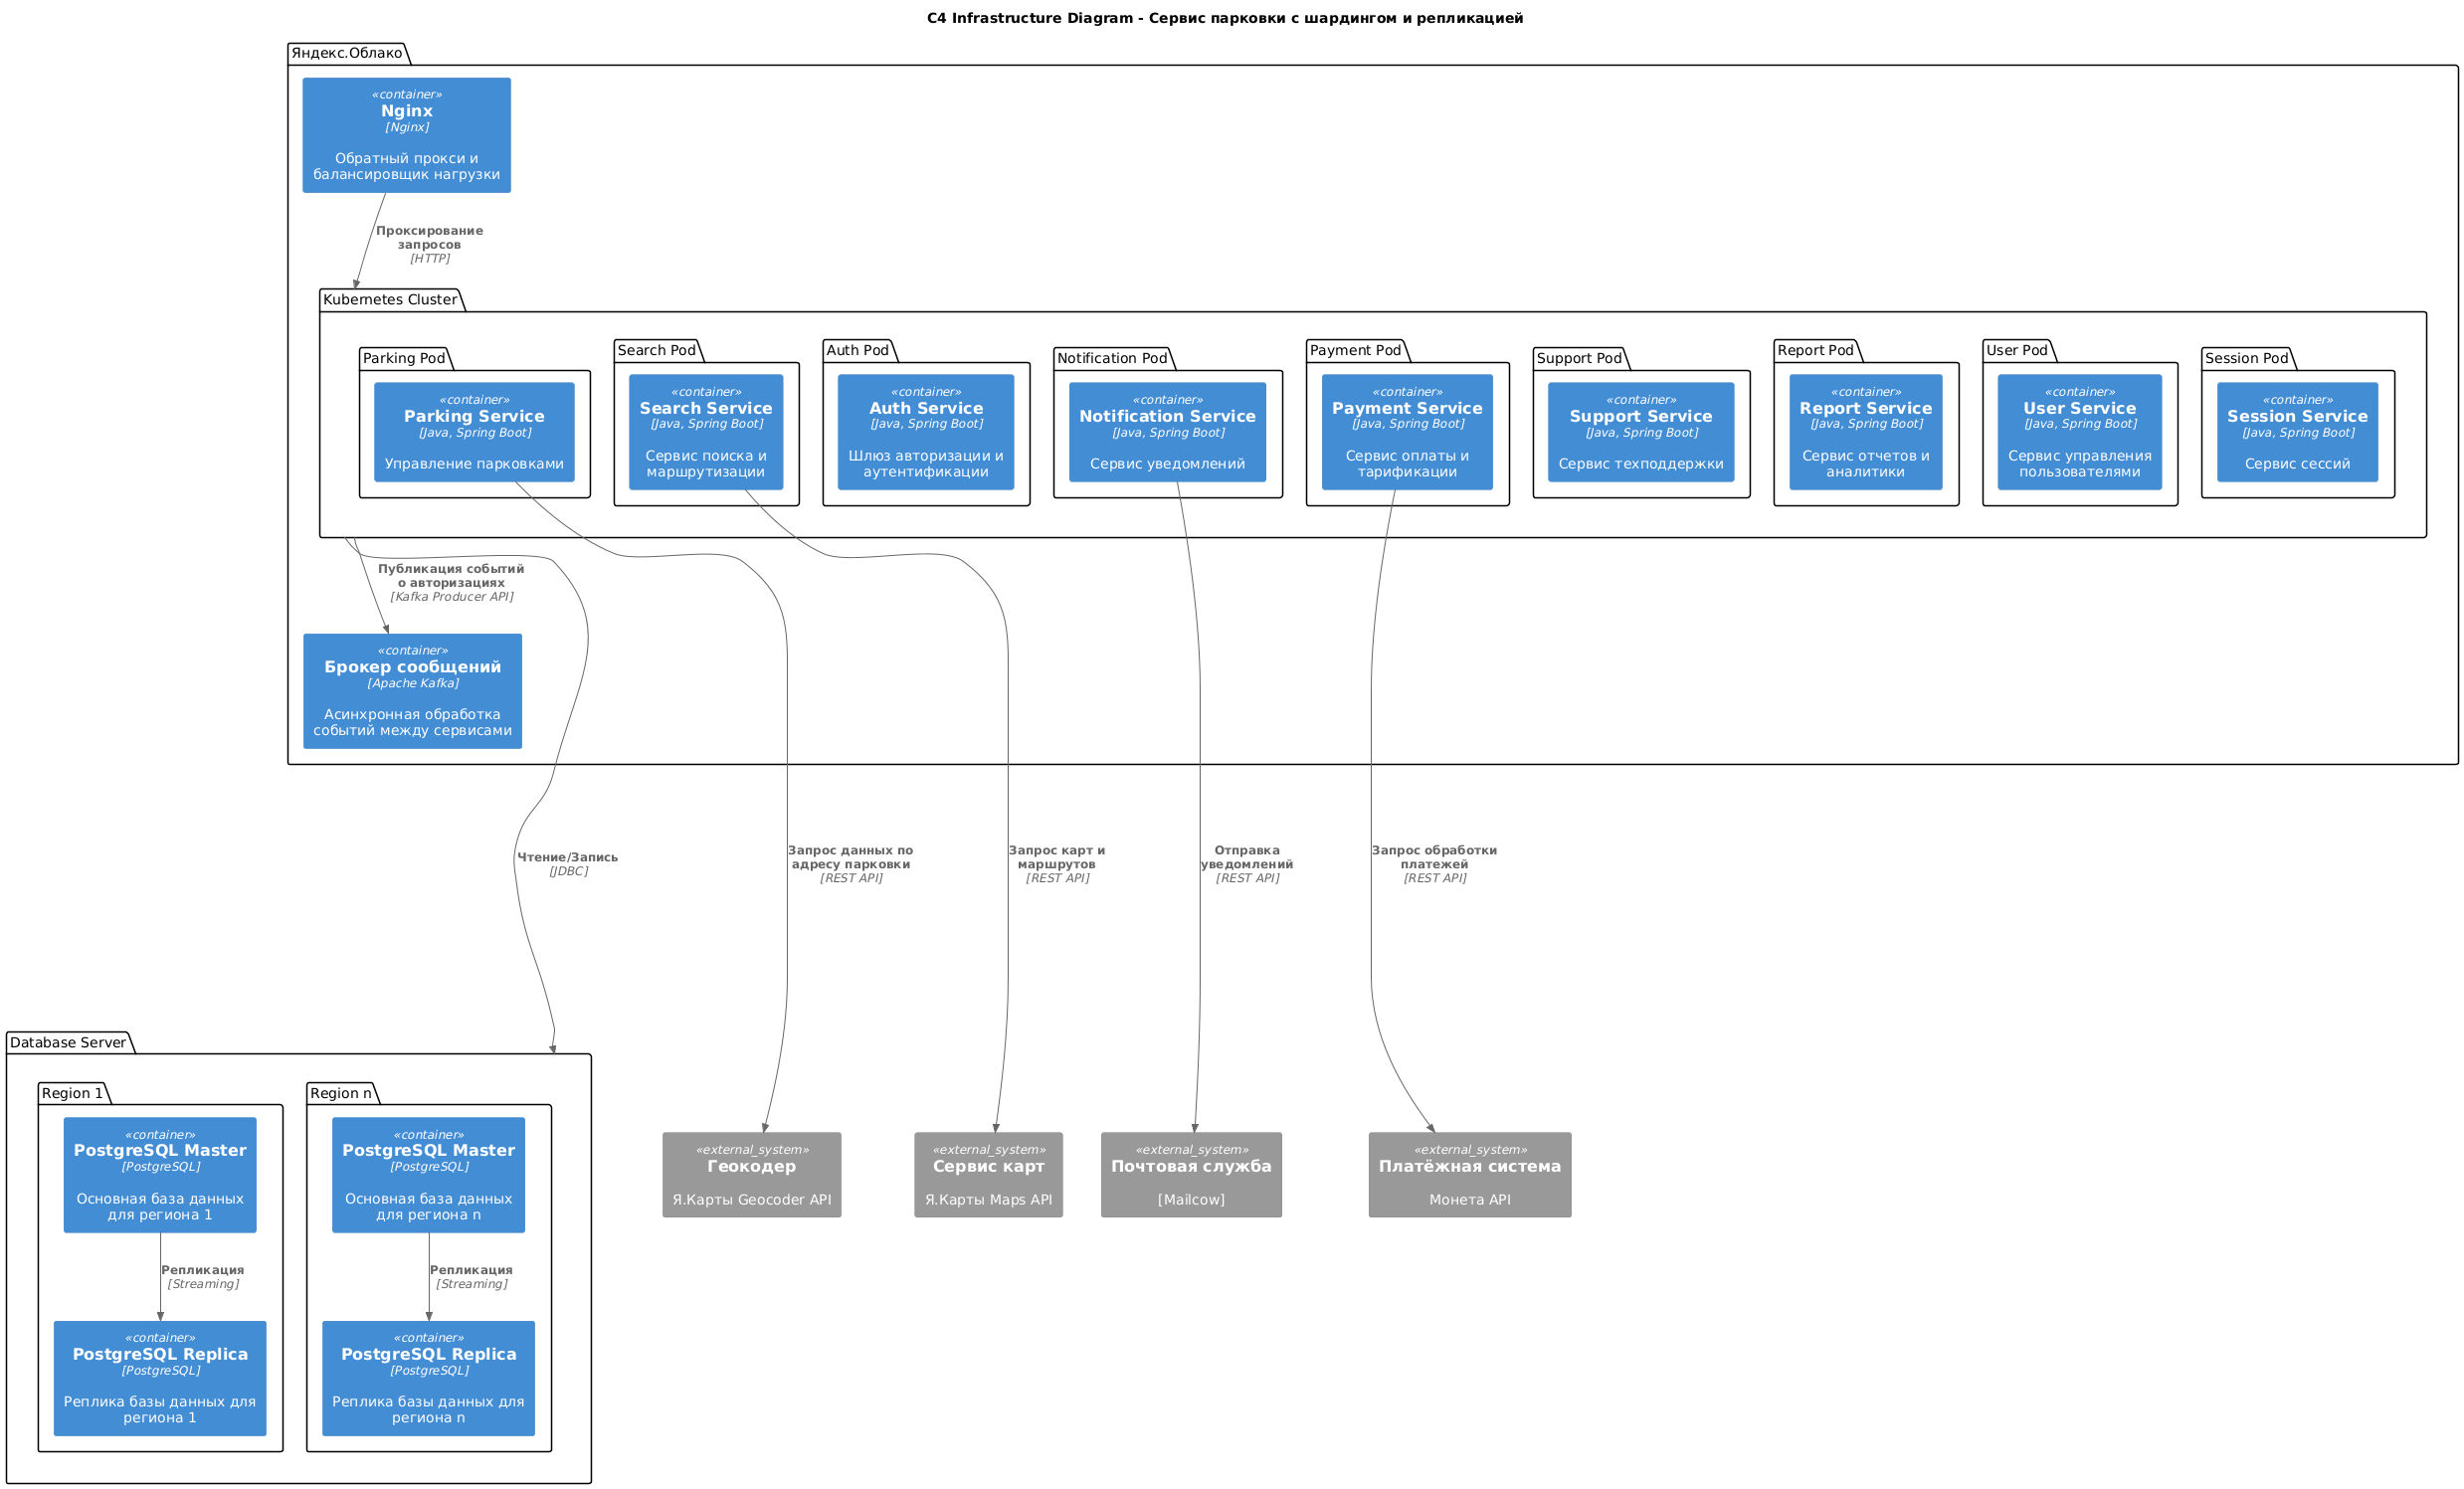 C4 Infrastructure Diagram - Сервис парковки с шардингом и репликацией
Яндекс.Облако
«container»
Nginx
[Nginx]
Обратный прокси и
балансировщик нагрузки
Проксирование
запросов
[HTTP]
Kubernetes Cluster
Parking Pod
«container»
Parking Service
[Java, Spring Boot]
Управление парковками
Search Pod
«container»
Search Service
[Java, Spring Boot]
Сервис поиска и
маршрутизации
Auth Pod
«container»
Auth Service
[Java, Spring Boot]
Шлюз авторизации и
аутентификации
Notification Pod
«container»
Notification Service
[Java, Spring Boot]
Сервис уведомлений
Payment Pod
«container»
Payment Service
[Java, Spring Boot]
Сервис оплаты и
тарификации
Support Pod
«container»
Support Service
[Java, Spring Boot]
Сервис техподдержки
Report Pod
«container»
Report Service
[Java, Spring Boot]
Сервис отчетов и
аналитики
User Pod
«container»
User Service
[Java, Spring Boot]
Сервис управления
пользователями
Session Pod
«container»
Session Service
[Java, Spring Boot]
Сервис сессий
Публикация событий
о авторизациях
[Kafka Producer API]
«container»
Брокер сообщений
[Apache Kafka]
Асинхронная обработка
событий между сервисами
Чтение/Запись
[JDBC]
Запрос данных по
адресу парковки
[REST API]
Запрос карт и
маршрутов
[REST API]
Отправка
уведомлений
[REST API]
Запрос обработки
платежей
[REST API]
Database Server
Region 1
«container»
PostgreSQL Master
[PostgreSQL]
Основная база данных
для региона 1
Репликация
[Streaming]
«container»
PostgreSQL Replica
[PostgreSQL]
Реплика базы данных для
региона 1
Region n
«container»
PostgreSQL Master
[PostgreSQL]
Основная база данных
для региона n
Репликация
[Streaming]
«container»
PostgreSQL Replica
[PostgreSQL]
Реплика базы данных для
региона n
«external_system»
Геокодер
Я.Карты Geocoder API
«external_system»
Сервис карт
Я.Карты Maps API
«external_system»
Почтовая служба
[Mailcow]
«external_system»
Платёжная система
Монета API